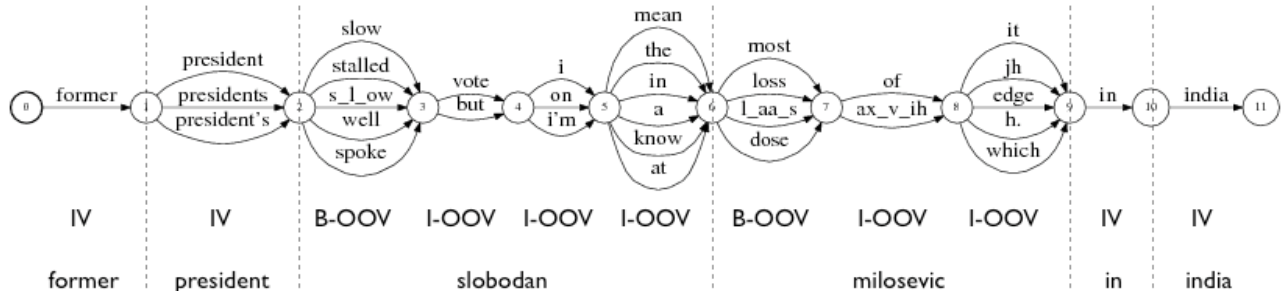 mean
slow it
the
president stalled i most jh
former presidents s_l_ow vote on in loss of edge in india
president's well but i'm a l_aa_s ax_v_ih h.
spoke know dose which
at
0 1 2 3 4 5 6 7 8 9 10 11
IV IV B-OOV I-OOV I-OOV I-OOV B-OOV I-OOV I-OOV IV IV
former president slobodan milosevic in india